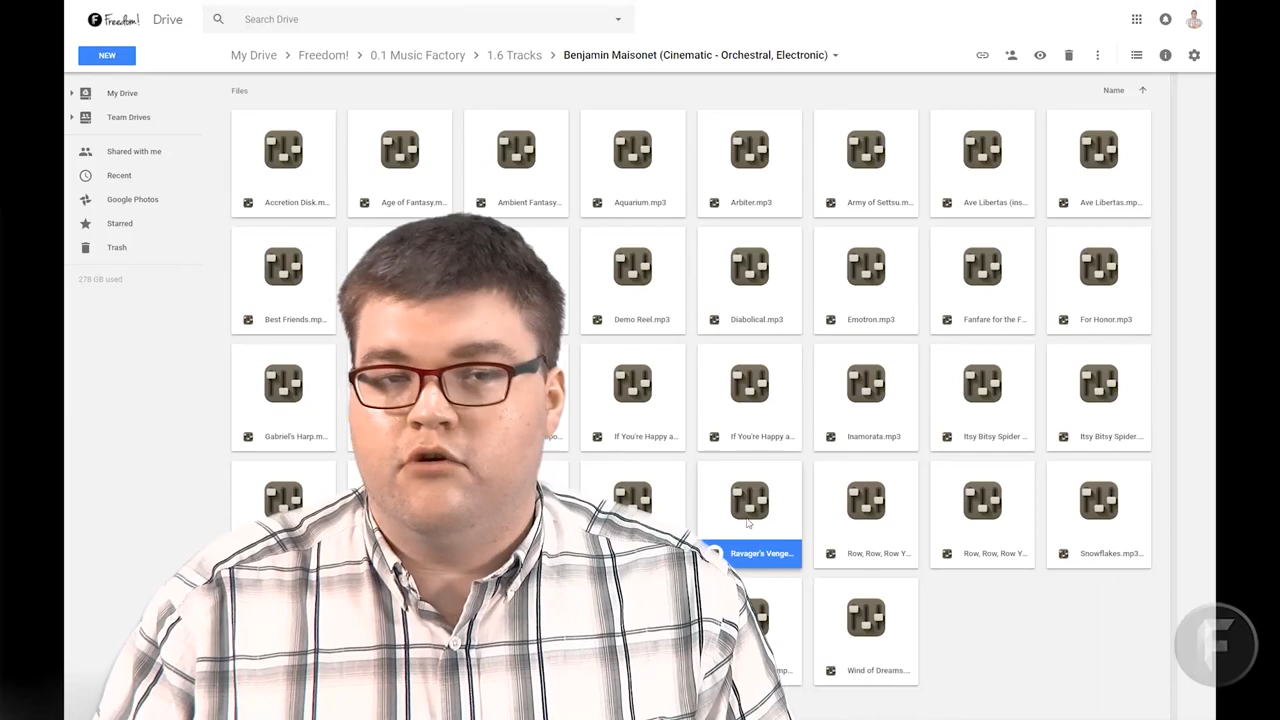 Freedom! Drive Search Drive
NEW My Drive Freedom! 0.1 Music Factory 1.6 Tracks Benjamin Maisonet (Cinematic - Orchestral, Electronic)
My Drive
Team Drives
Shared with me
Recent
Google Photos
Starred
Trash
278 GB used
Files Name
Accretion Disk.m... Age of Fantasy.m... Ambient Fantasy... Aquarium.mp3 Arbiter.mp3 Army of Settsu.m... Ave Libertas (ins... Ave Libertas.mp...
Best Friends.mp... Demo Reel.mp3 Diabolical.mp3 Emotron.mp3 Fanfare for the F... For Honor.mp3
Gabriel's Harp.m... If You're Happy a... If You're Happy a... Inamorata.mp3 Itsy Bitsy Spider ... Itsy Bitsy Spider....
Ravager's Venge... Row, Row, Row Y... Row, Row, Row Y... Snowflakes.mp3...
Wind of Dreams....
F